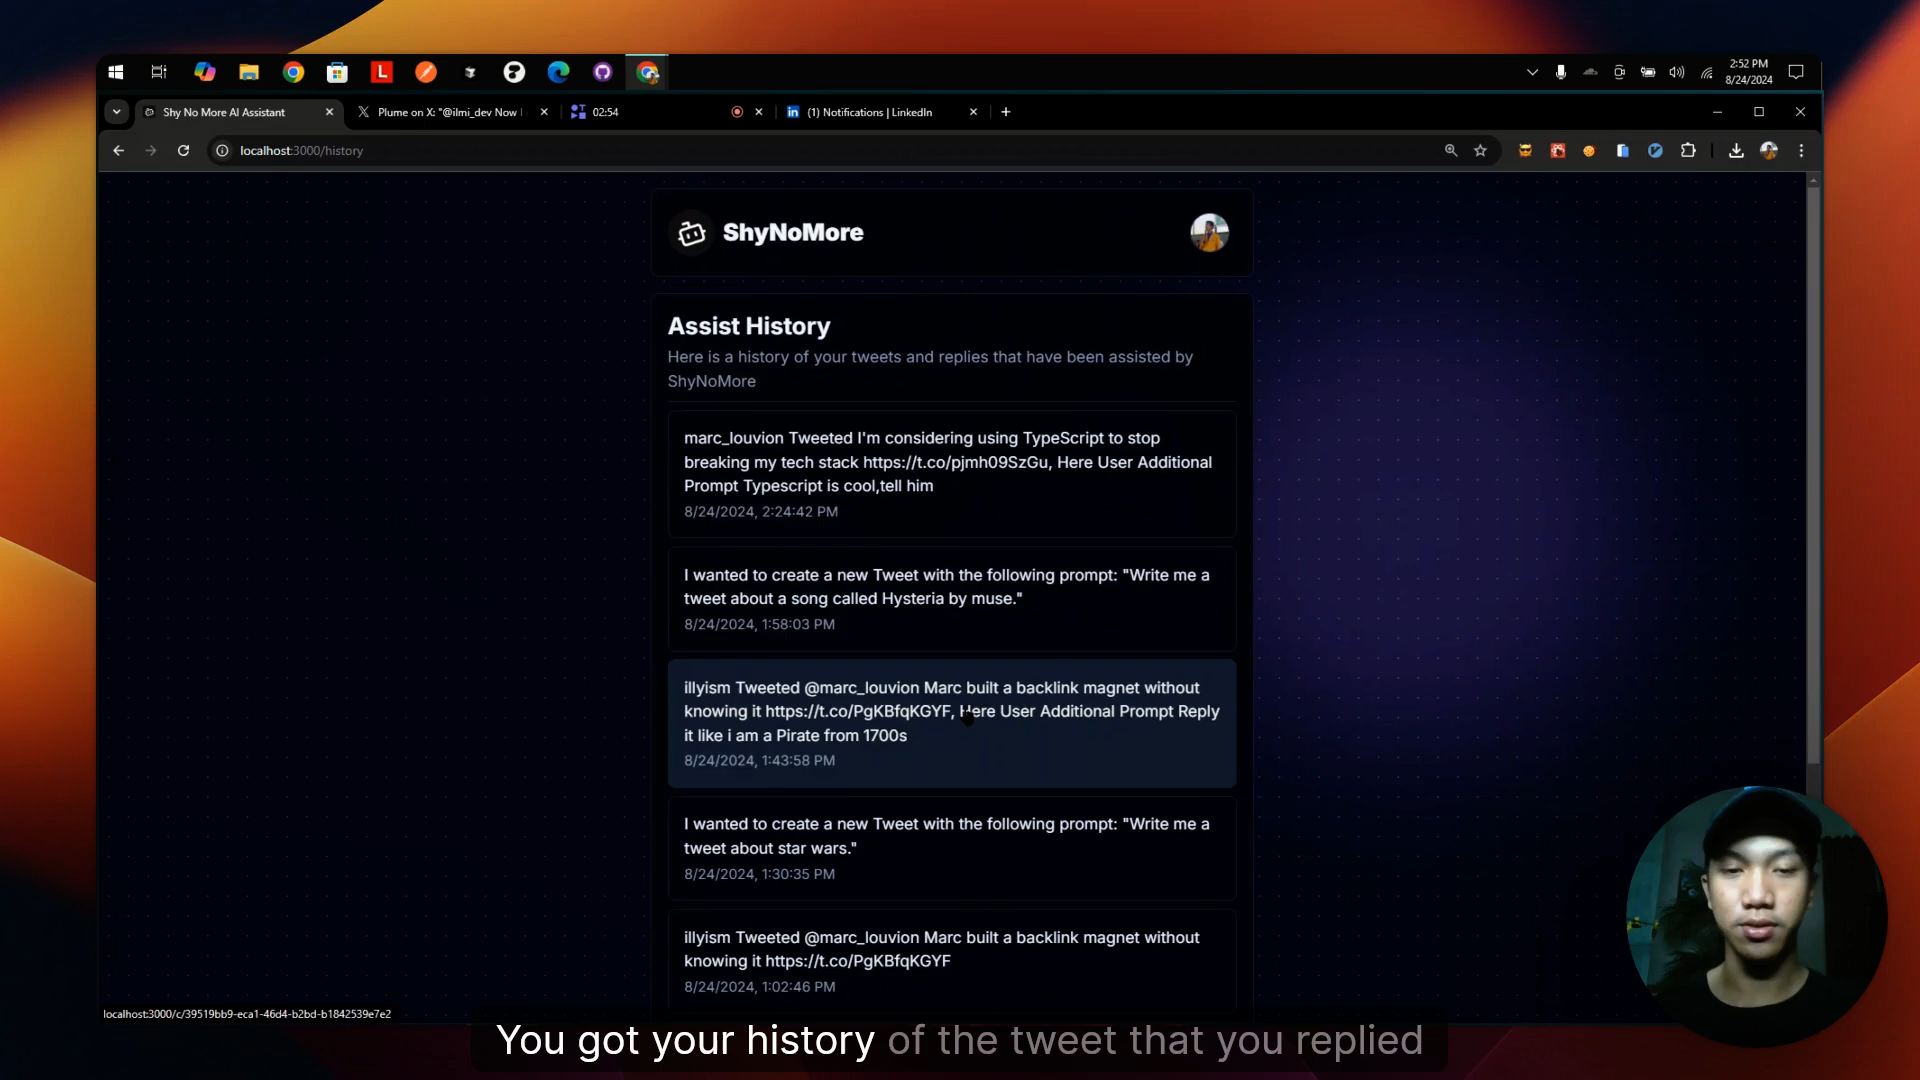 2:52 PM
8/24/2024
Shy No More AI Assistant
Plume on X: "@ilmi_dev Now
02:54
(1) Notifications | LinkedIn
localhost:3000/history
ShyNoMore
Assist History
Here is a history of your tweets and replies that have been assisted by
ShyNoMore
marc_louvion Tweeted I'm considering using TypeScript to stop
breaking my tech stack https://t.co/pjmh09SzGu, Here User Additional
Prompt Typescript is cool,tell him
8/24/2024, 2:24:42 PM
I wanted to create a new Tweet with the following prompt: "Write me a
tweet about a song called Hysteria by muse."
8/24/2024, 1:58:03 PM
illyism Tweeted @marc_louvion Marc built a backlink magnet without
knowing it https://t.co/PgKBfqKGYF, Here User Additional Prompt Reply
it like i am a Pirate from 1700s
8/24/2024, 1:43:58 PM
I wanted to create a new Tweet with the following prompt: "Write me a
tweet about star wars."
8/24/2024, 1:30:35 PM
illyism Tweeted @marc_louvion Marc built a backlink magnet without
knowing it https://t.co/PgKBfqKGYF
8/24/2024, 1:02:46 PM
localhost:3000/c/39519bb9-eca1-46d4-b2bd-b1842539e7e2
You got your history of the tweet that you replied